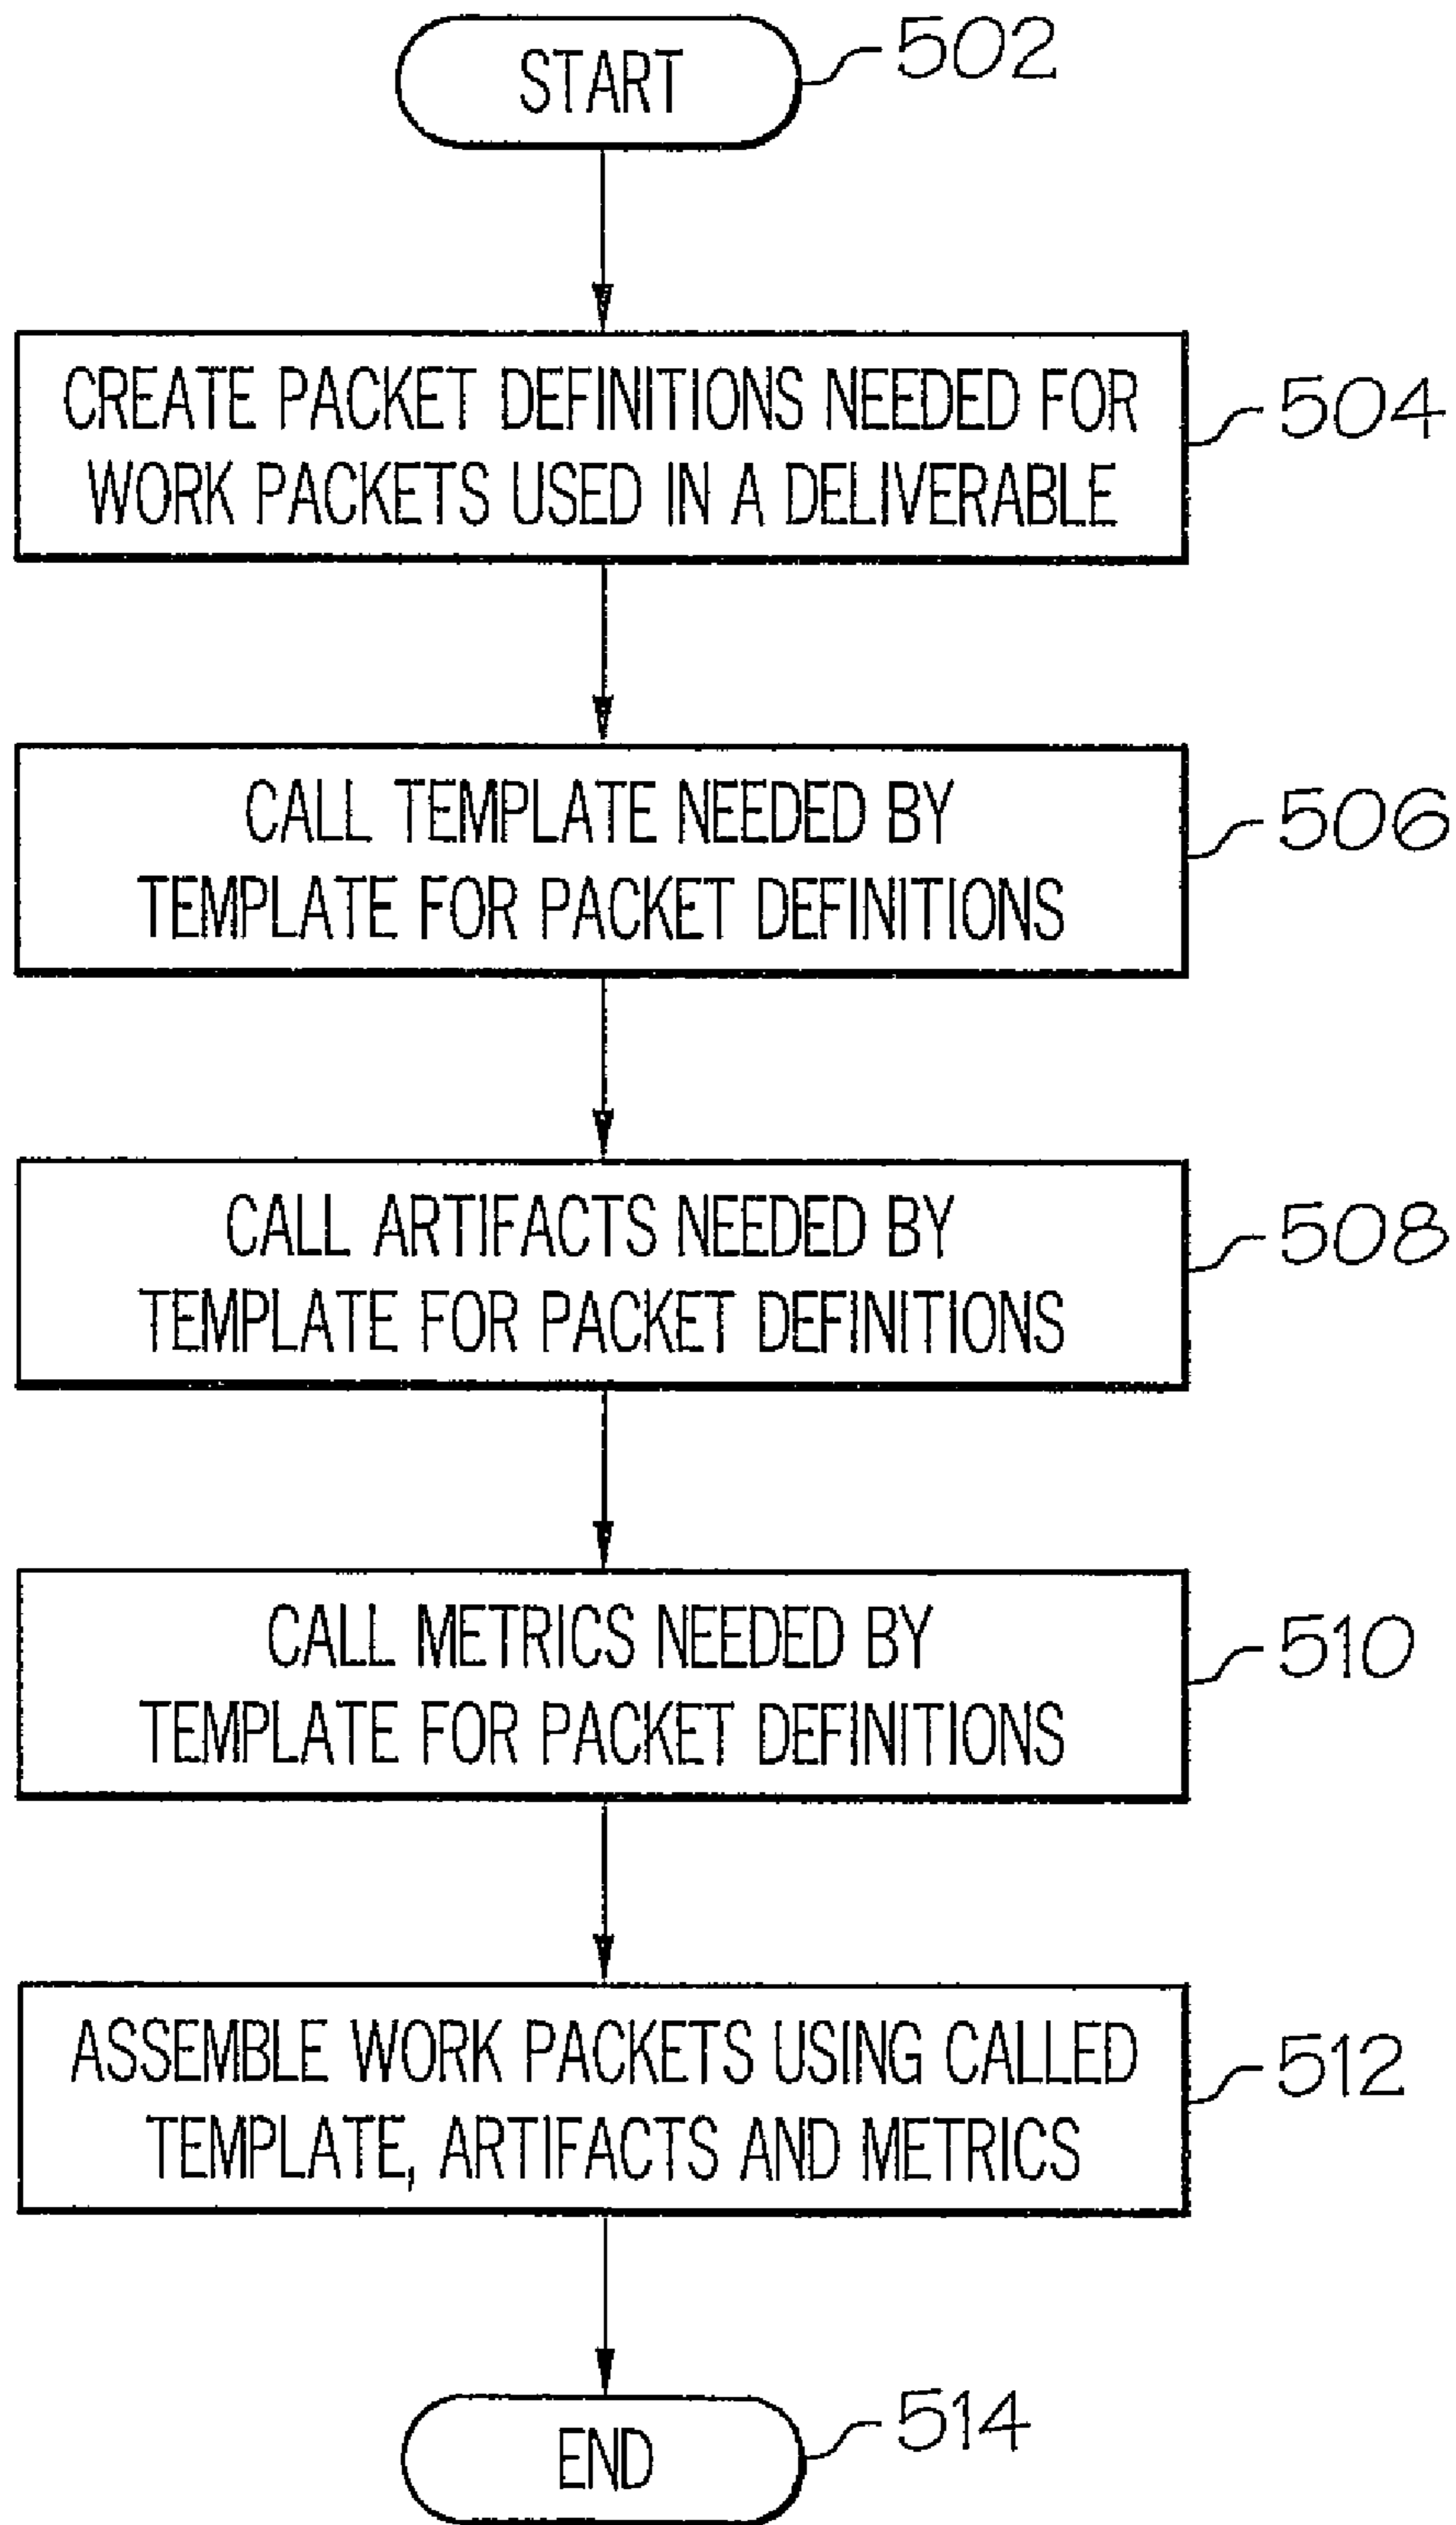 START
502
CREATE PACKET DEFINITIONS NEEDED FOR
WORK PACKETS USED IN A DELIVERABLE
504
CALL TEMPLATE NEEDED BY
TEMPLATE FOR PACKET DEFINITIONS
506
CALL ARTIFACTS NEEDED BY
TEMPLATE FOR PACKET DEFINITIONS
508
CALL METRICS NEEDED BY
TEMPLATE FOR PACKET DEFINITIONS
510
ASSEMBLE WORK PACKETS USING CALLED
TEMPLATE, ARTIFACTS AND METRICS
512
END
514